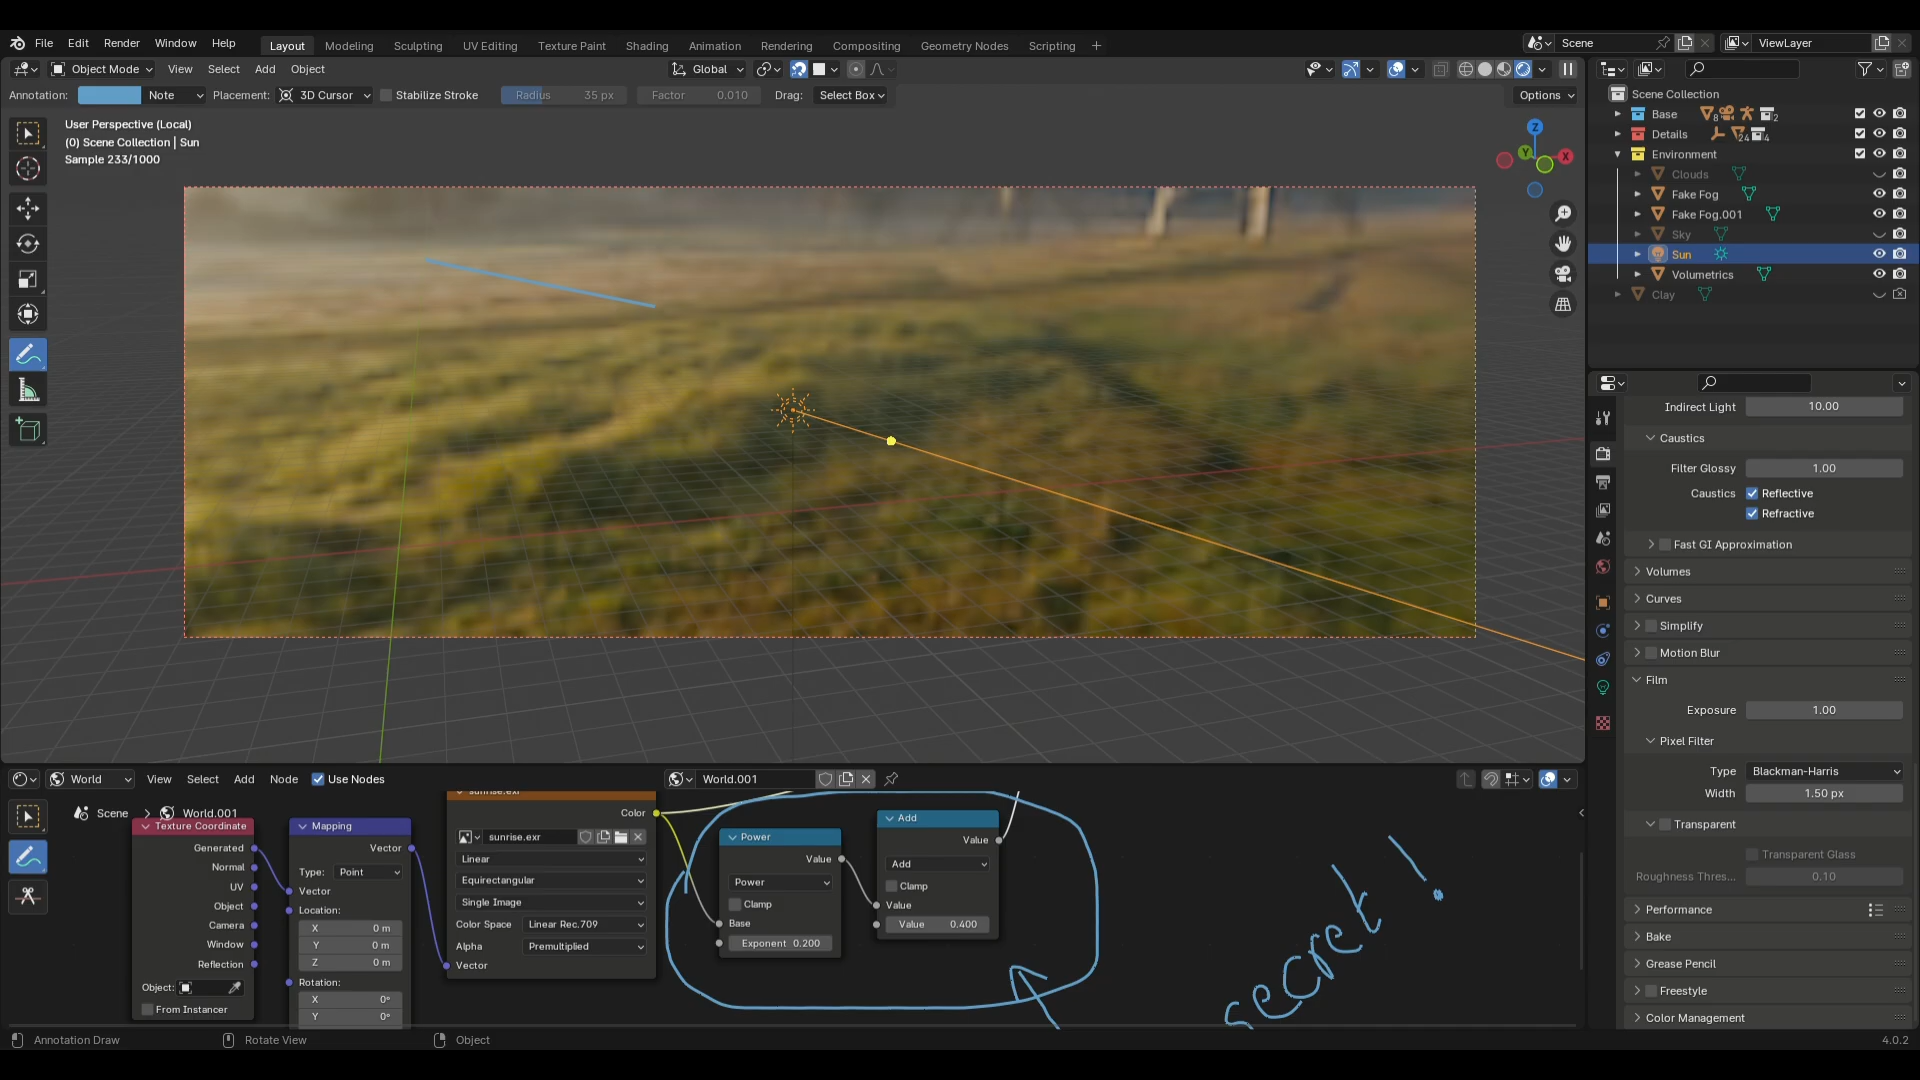 File Edit Render Window Help Layout Modeling Sculpting UV Editing Texture Paint Shading Animation Rendering Compositing Geometry Nodes Scripting + Scene ViewLayer
Object Mode View Select Add Object Global
Annotation: Note Placement: 3D Cursor Stabilize Stroke Radius 35 px Factor 0.010 Drag: Select Box Options
User Perspective (Local)
(0) Scene Collection | Sun
Sample 233/1000
Z
Y
X
Scene Collection
Base 8 2
Details 24 4
Environment
Clouds
Fake Fog
Fake Fog.001
Sky
Sun
Volumetrics
Clay
Indirect Light 10.00
Caustics
Filter Glossy 1.00
Caustics Reflective
Refractive
Fast GI Approximation
Volumes
Curves
Simplify
Motion Blur
Film
Exposure 1.00
Pixel Filter
Type Blackman-Harris
Width 1.50 px
Transparent
Transparent Glass
Roughness Thres... 0.10
Performance
Bake
Grease Pencil
Freestyle
Color Management
World View Select Add Node Use Nodes World.001
Scene > World.001
Texture Coordinate
Generated
Normal
UV
Object
Camera
Window
Reflection
Object:
From Instancer
Mapping
Vector
Type: Point
Vector
Location:
X 0 m
Y 0 m
Z 0 m
Rotation:
X 0°
Y 0°
sunrise.exr
Color
sunrise.exr
Linear
Equirectangular
Single Image
Color Space Linear Rec.709
Alpha Premultiplied
Vector
Power
Value
Power
Clamp
Base
Exponent 0.200
Add
Value
Add
Clamp
Value
Value 0.400
secret !
Annotation Draw Rotate View Object 4.0.2